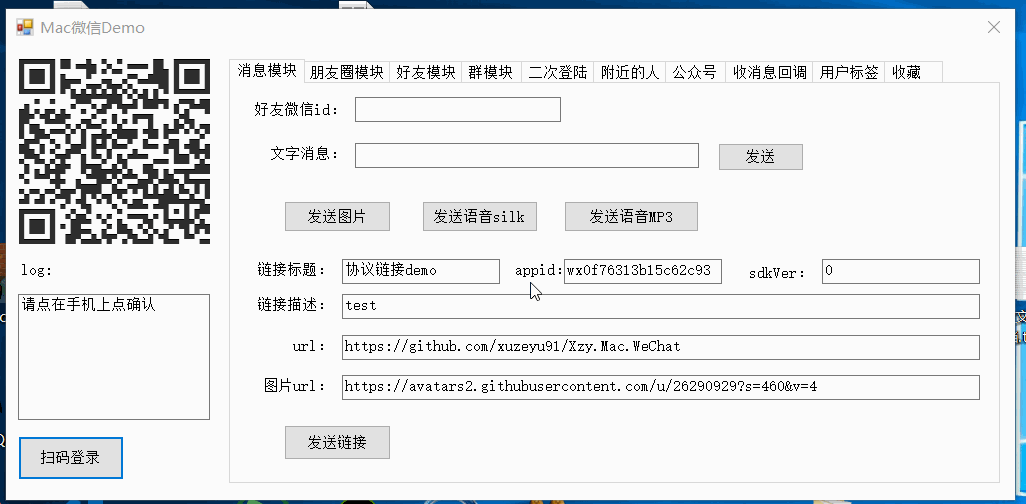 Mac微信Demo
消息模块 朋友圈模块 好友模块 群模块 二次登陆 附近的人 公众号 收消息回调 用户标签 收藏
好友微信id：
文字消息： 发送
发送图片 发送语音silk 发送语音MP3
log:
请点在手机上点确认
扫码登录
链接标题： 协议链接demo appid: wx0f76313b15c62c93 sdkVer： 0
链接描述： test
url： https://github.com/xuzeyu91/Xzy.Mac.WeChat
图片url： https://avatars2.githubusercontent.com/u/26290929?s=460&v=4
发送链接